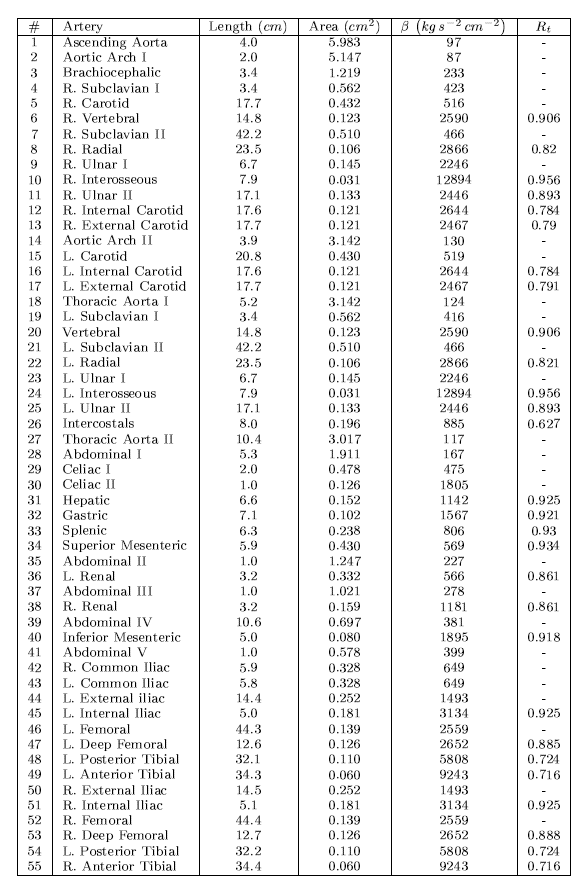 # Artery Length (cm) Area (cm²) β (kg s⁻² cm⁻²) Rₜ
1 Ascending Aorta 4.0 5.983 97 -
2 Aortic Arch I 2.0 5.147 87 -
3 Brachiocephalic 3.4 1.219 233 -
4 R. Subclavian I 3.4 0.562 423 -
5 R. Carotid 17.7 0.432 516 -
6 R. Vertebral 14.8 0.123 2590 0.906
7 R. Subclavian II 42.2 0.510 466 -
8 R. Radial 23.5 0.106 2866 0.82
9 R. Ulnar I 6.7 0.145 2246 -
10 R. Interosseous 7.9 0.031 12894 0.956
11 R. Ulnar II 17.1 0.133 2446 0.893
12 R. Internal Carotid 17.6 0.121 2644 0.784
13 R. External Carotid 17.7 0.121 2467 0.79
14 Aortic Arch II 3.9 3.142 130 -
15 L. Carotid 20.8 0.430 519 -
16 L. Internal Carotid 17.6 0.121 2644 0.784
17 L. External Carotid 17.7 0.121 2467 0.791
18 Thoracic Aorta I 5.2 3.142 124 -
19 L. Subclavian I 3.4 0.562 416 -
20 Vertebral 14.8 0.123 2590 0.906
21 L. Subclavian II 42.2 0.510 466 -
22 L. Radial 23.5 0.106 2866 0.821
23 L. Ulnar I 6.7 0.145 2246 -
24 L. Interosseous 7.9 0.031 12894 0.956
25 L. Ulnar II 17.1 0.133 2446 0.893
26 Intercostals 8.0 0.196 885 0.627
27 Thoracic Aorta II 10.4 3.017 117 -
28 Abdominal I 5.3 1.911 167 -
29 Celiac I 2.0 0.478 475 -
30 Celiac II 1.0 0.126 1805 -
31 Hepatic 6.6 0.152 1142 0.925
32 Gastric 7.1 0.102 1567 0.921
33 Splenic 6.3 0.238 806 0.93
34 Superior Mesenteric 5.9 0.430 569 0.934
35 Abdominal II 1.0 1.247 227 -
36 L. Renal 3.2 0.332 566 0.861
37 Abdominal III 1.0 1.021 278 -
38 R. Renal 3.2 0.159 1181 0.861
39 Abdominal IV 10.6 0.697 381 -
40 Inferior Mesenteric 5.0 0.080 1895 0.918
41 Abdominal V 1.0 0.578 399 -
42 R. Common Iliac 5.9 0.328 649 -
43 L. Common Iliac 5.8 0.328 649 -
44 L. External iliac 14.4 0.252 1493 -
45 L. Internal Iliac 5.0 0.181 3134 0.925
46 L. Femoral 44.3 0.139 2559 -
47 L. Deep Femoral 12.6 0.126 2652 0.885
48 L. Posterior Tibial 32.1 0.110 5808 0.724
49 L. Anterior Tibial 34.3 0.060 9243 0.716
50 R. External Iliac 14.5 0.252 1493 -
51 R. Internal Iliac 5.1 0.181 3134 0.925
52 R. Femoral 44.4 0.139 2559 -
53 R. Deep Femoral 12.7 0.126 2652 0.888
54 L. Posterior Tibial 32.2 0.110 5808 0.724
55 R. Anterior Tibial 34.4 0.060 9243 0.716